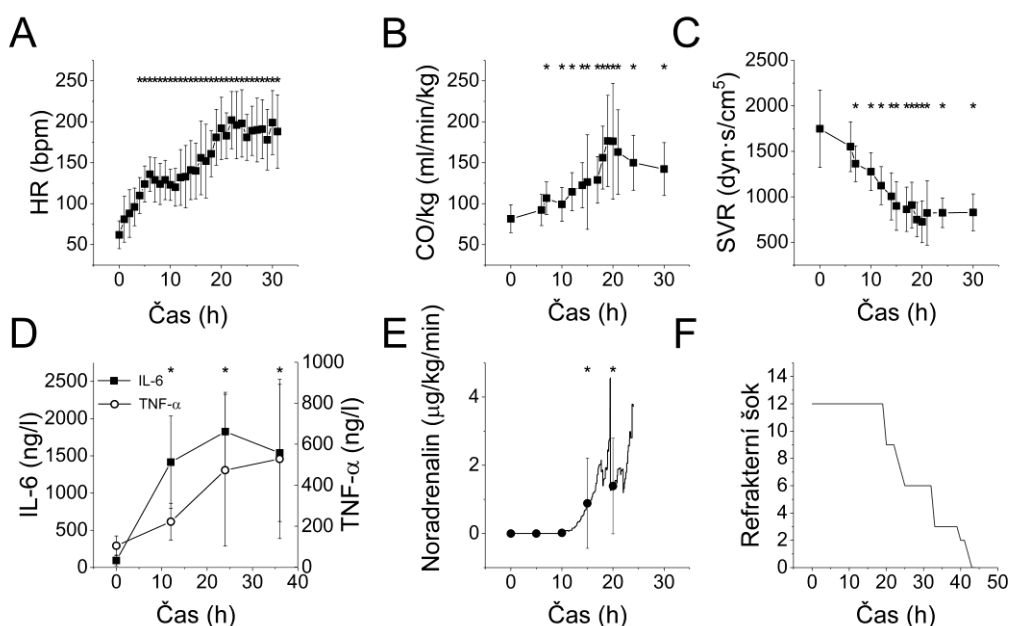 A
HR (bpm)
250
200
150
100
50
***************************
0
10
20
30
Čas (h)
B
CO/kg (ml/min/kg)
250
200
150
100
50
* * * ** ***** * *
0
10
20
30
Čas (h)
C
SVR (dyn·s/cm⁵)
2500
2000
1500
1000
500
* * * ** ***** * *
0
10
20
30
Čas (h)
D
IL-6 (ng/l)
2500
2000
1500
1000
500
0
IL-6
TNF-α
* * *
1000
800
600
400
200
0
TNF-α (ng/l)
0
10
20
30
40
Čas (h)
E
Noradrenalin (μg/kg/min)
4
2
0
* *
0
10
20
30
Čas (h)
F
Refrakterní šok
14
12
10
8
6
4
2
0
0
10
20
30
40
50
Čas (h)